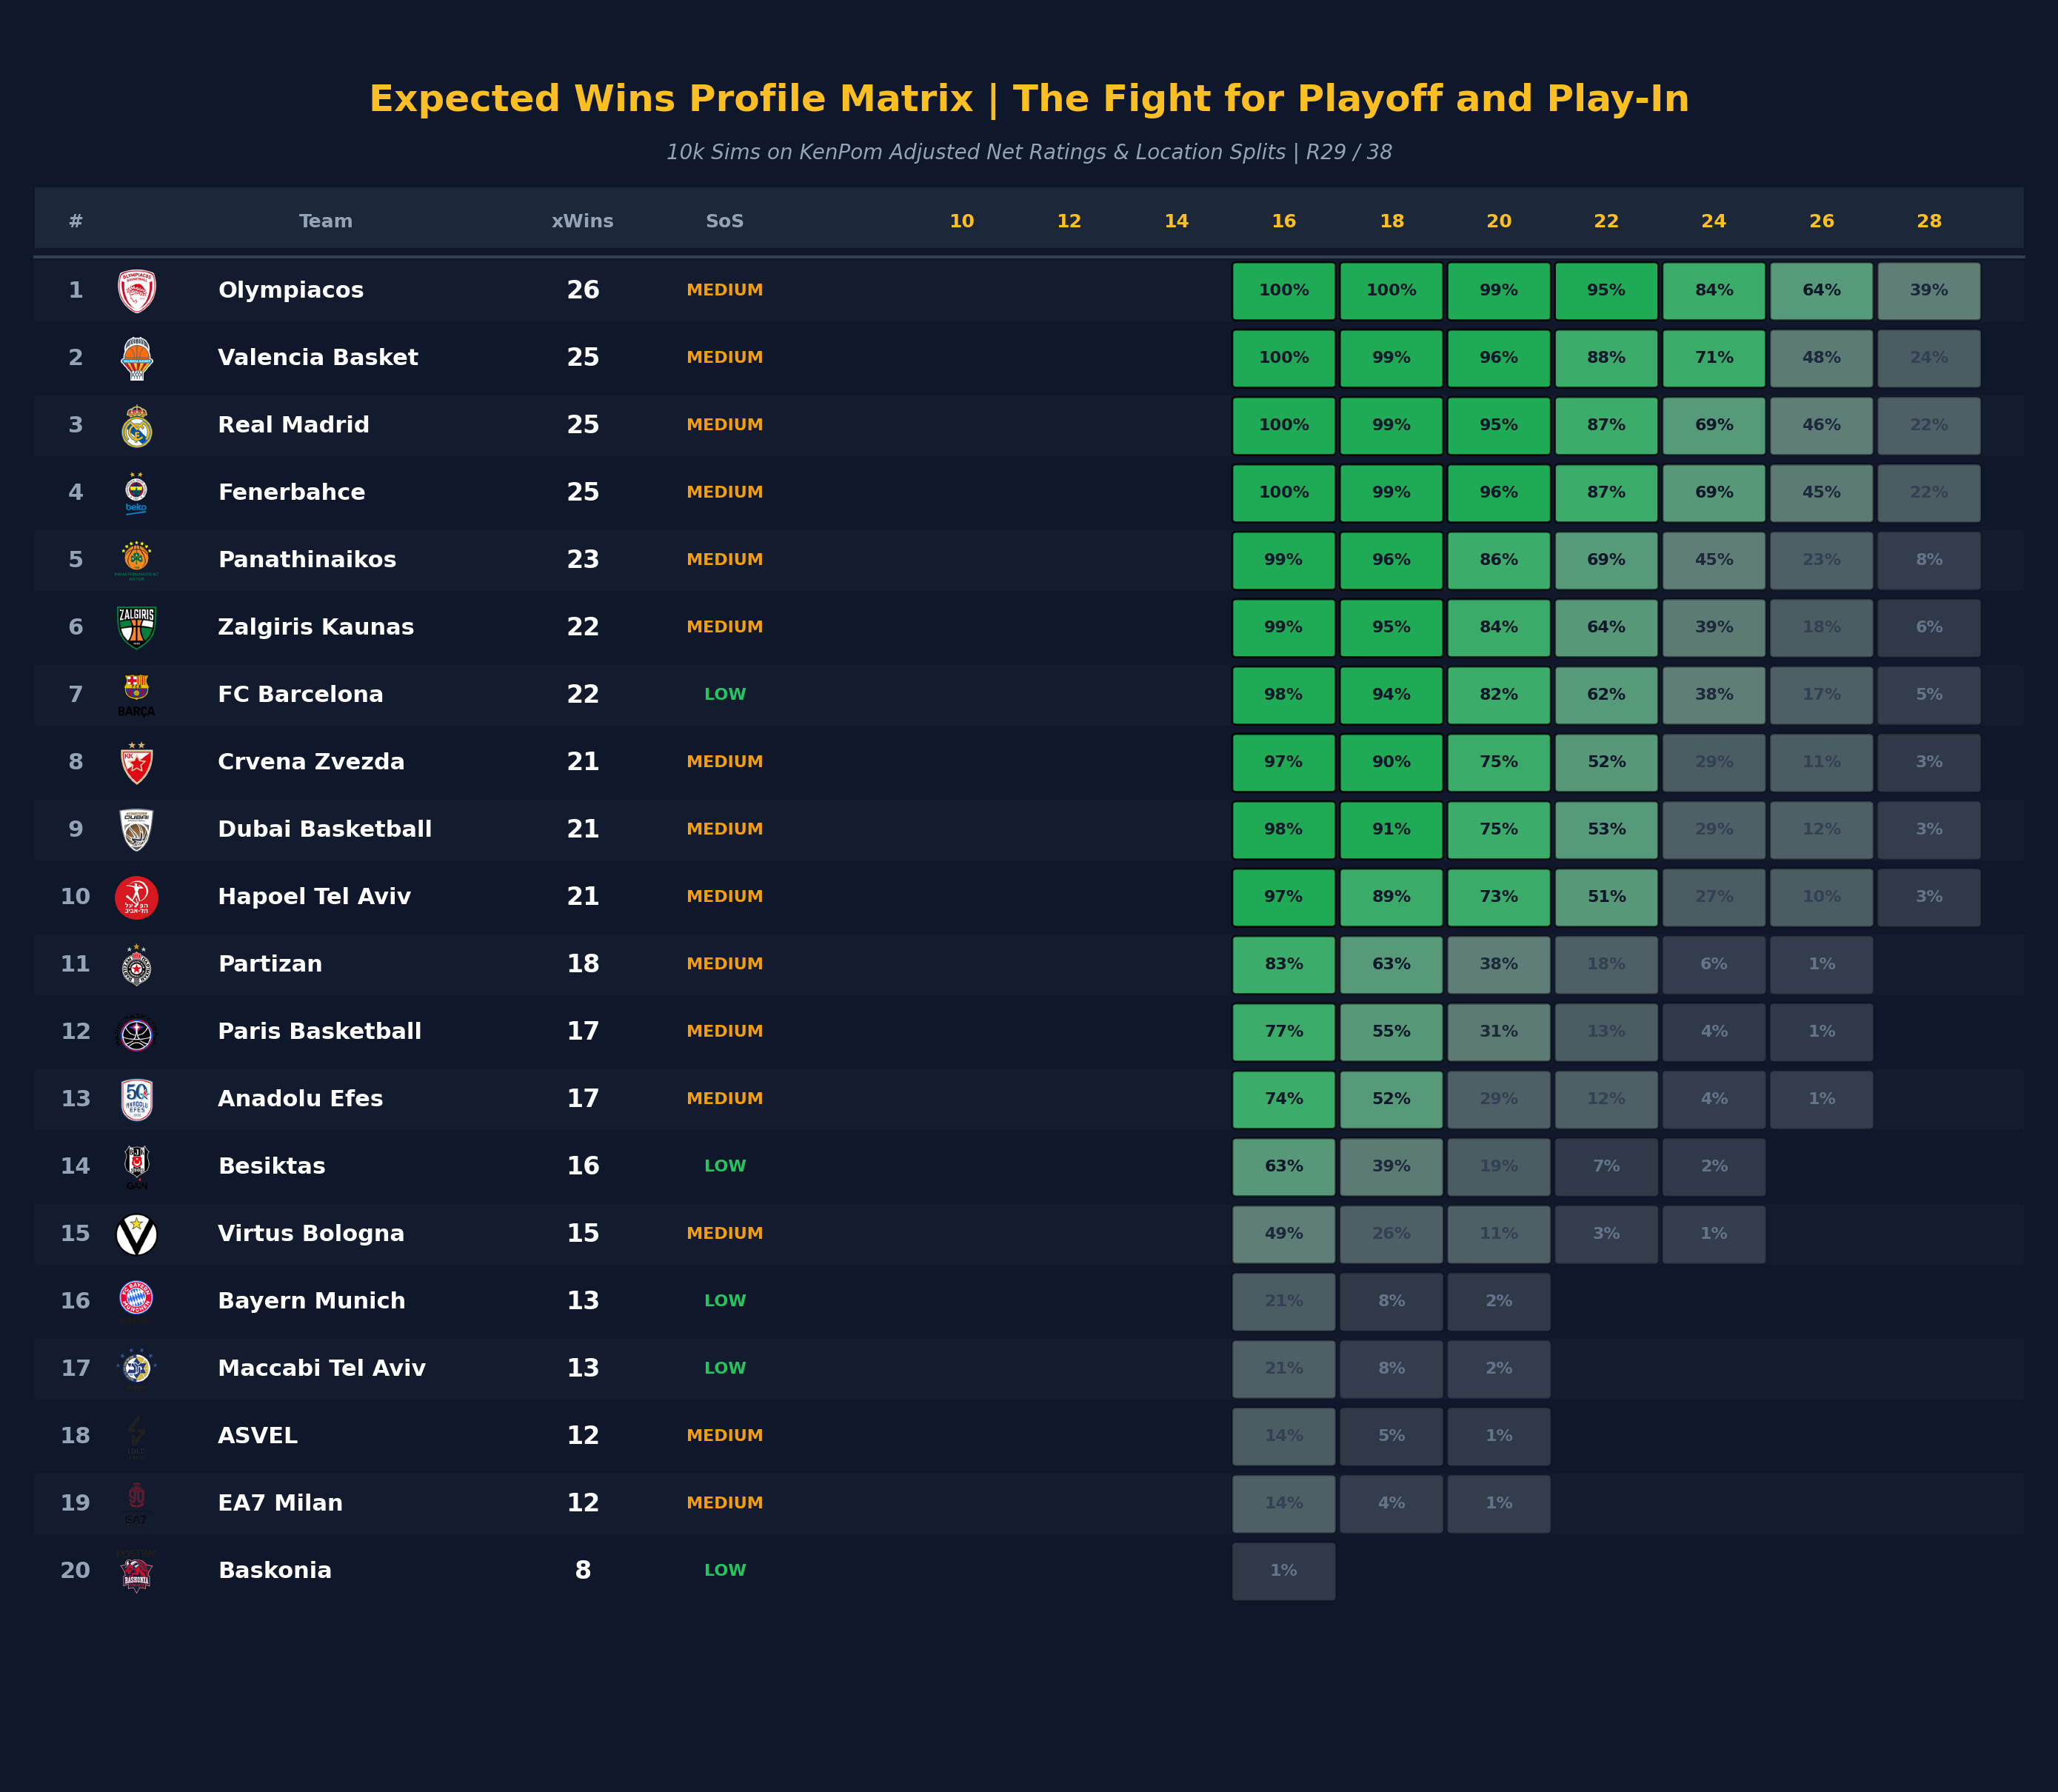 Expected Wins Profile Matrix | The Fight for Playoff and Play-In
10k Sims on KenPom Adjusted Net Ratings & Location Splits | R29 / 38
# Team xWins SoS 10 12 14 16 18 20 22 24 26 28
1 Olympiacos 26 MEDIUM 100% 100% 99% 95% 84% 64% 39%
2 Valencia Basket 25 MEDIUM 100% 99% 96% 88% 71% 48% 24%
3 Real Madrid 25 MEDIUM 100% 99% 95% 87% 69% 46% 22%
4 Fenerbahce 25 MEDIUM 100% 99% 96% 87% 69% 45% 22%
beko
5 Panathinaikos 23 MEDIUM 99% 96% 86% 69% 45% 23% 8%
ZALGIRIS
6 Zalgiris Kaunas 22 MEDIUM 99% 95% 84% 64% 39% 18% 6%
7 FC Barcelona 22 LOW 98% 94% 82% 62% 38% 17% 5%
BARÇA
8 Crvena Zvezda 21 MEDIUM 97% 90% 75% 52% 29% 11% 3%
DUBAI
9 Dubai Basketball 21 MEDIUM 98% 91% 75% 53% 29% 12% 3%
10 Hapoel Tel Aviv 21 MEDIUM 97% 89% 73% 51% 27% 10% 3%
11 Partizan 18 MEDIUM 83% 63% 38% 18% 6% 1%
12 Paris Basketball 17 MEDIUM 77% 55% 31% 13% 4% 1%
50
13 Anadolu Efes 17 MEDIUM 74% 52% 29% 12% 4% 1%
ANADOLU
EFES
14 Besiktas 16 LOW 63% 39% 19% 7% 2%
15 Virtus Bologna 15 MEDIUM 49% 26% 11% 3% 1%
16 Bayern Munich 13 LOW 21% 8% 2%
17 Maccabi Tel Aviv 13 LOW 21% 8% 2%
18 ASVEL 12 MEDIUM 14% 5% 1%
19 EA7 Milan 12 MEDIUM 14% 4% 1%
EA7
20 Baskonia 8 LOW 1%
BASKONIA